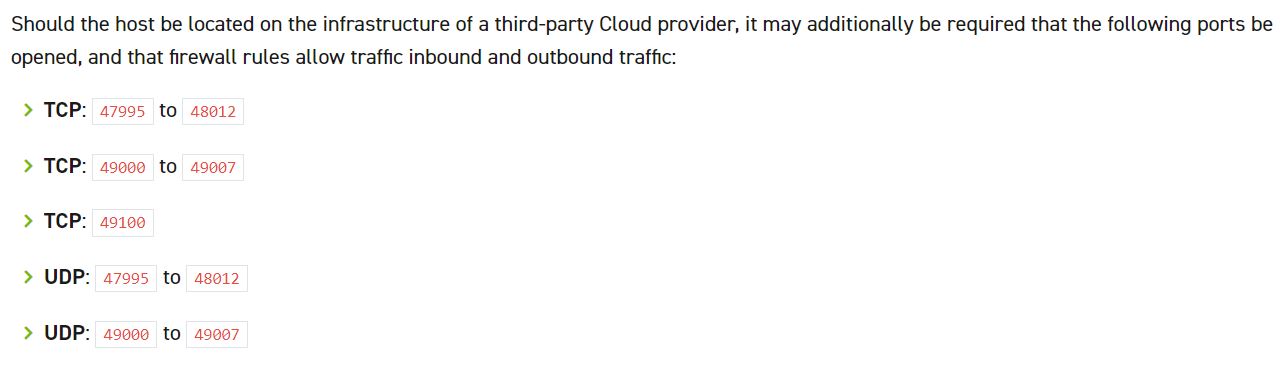 Should the host be located on the infrastructure of a third-party Cloud provider, it may additionally be required that the following ports be
opened, and that firewall rules allow traffic inbound and outbound traffic:
TCP: 47995 to 48012
TCP: 49000 to 49007
TCP: 49100
UDP: 47995 to 48012
UDP: 49000 to 49007